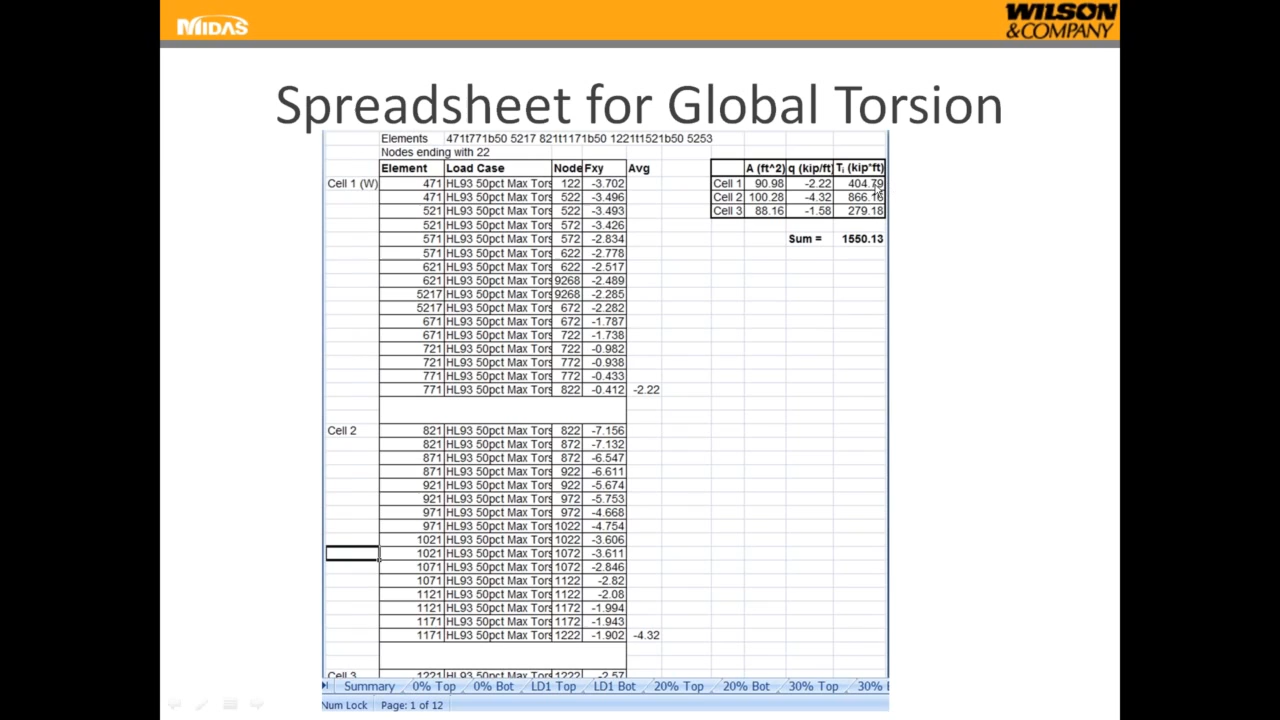 MIDAS
WILSON
&COMPANY
Spreadsheet for Global Torsion
Elements 471t771b50 5217 821t1171b50 1221t1521b50 5253
Nodes ending with 22
Element Load Case Node Fxy Avg
A (ft^2) q (kip/ft) Tᵢ (kip*ft)
Cell 1 (W) 471 HL93 50pct Max Tors 122 -3.702
Cell 1 90.98 -2.22 404.79
471 HL93 50pct Max Tors 522 -3.496
Cell 2 100.28 -4.32 866.16
521 HL93 50pct Max Tors 522 -3.493
Cell 3 88.16 -1.58 279.18
521 HL93 50pct Max Tors 572 -3.426
571 HL93 50pct Max Tors 572 -2.834
Sum = 1550.13
571 HL93 50pct Max Tors 622 -2.778
621 HL93 50pct Max Tors 622 -2.517
621 HL93 50pct Max Tors 9268 -2.489
5217 HL93 50pct Max Tors 9268 -2.285
5217 HL93 50pct Max Tors 672 -2.282
671 HL93 50pct Max Tors 672 -1.787
671 HL93 50pct Max Tors 722 -1.738
721 HL93 50pct Max Tors 722 -0.982
721 HL93 50pct Max Tors 772 -0.938
771 HL93 50pct Max Tors 772 -0.433
771 HL93 50pct Max Tors 822 -0.412 -2.22
Cell 2 821 HL93 50pct Max Tors 822 -7.156
821 HL93 50pct Max Tors 872 -7.132
871 HL93 50pct Max Tors 872 -6.547
871 HL93 50pct Max Tors 922 -6.611
921 HL93 50pct Max Tors 922 -5.674
921 HL93 50pct Max Tors 972 -5.753
971 HL93 50pct Max Tors 972 -4.668
971 HL93 50pct Max Tors 1022 -4.754
1021 HL93 50pct Max Tors 1022 -3.606
1021 HL93 50pct Max Tors 1072 -3.611
1071 HL93 50pct Max Tors 1072 -2.846
1071 HL93 50pct Max Tors 1122 -2.82
1121 HL93 50pct Max Tors 1122 -2.08
1121 HL93 50pct Max Tors 1172 -1.994
1171 HL93 50pct Max Tors 1172 -1.943
1171 HL93 50pct Max Tors 1222 -1.902 -4.32
Cell 3 1221 HL93 50pct Max Tors 1222 -2.57
Summary 0% Top 0% Bot LD1 Top LD1 Bot 20% Top 20% Bot 30% Top 30%
Num Lock Page: 1 of 12